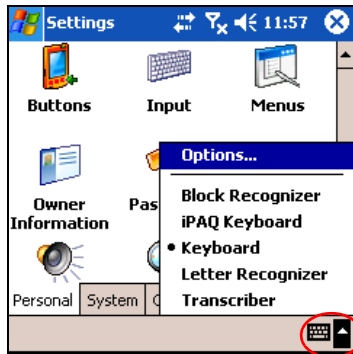 Settings 11:57
Buttons Input Menus
Options...
Block Recognizer
Owner Pas
Information
iPAQ Keyboard
Keyboard
Letter Recognizer
Personal System C
Transcriber